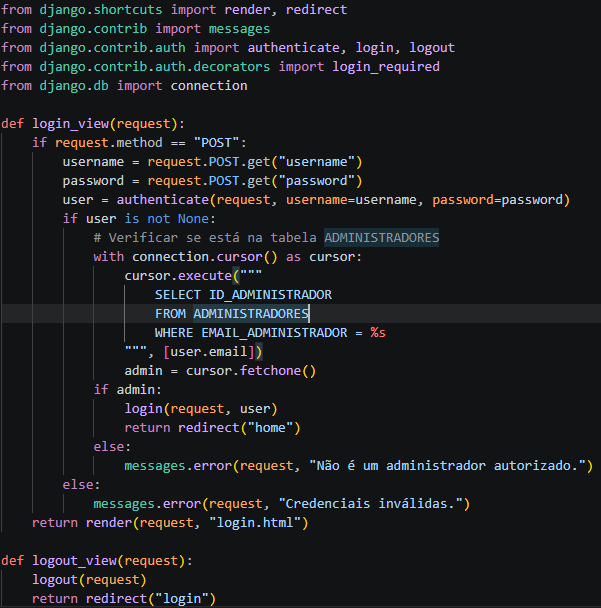 from django.shortcuts import render, redirect
from django.contrib import messages
from django.contrib.auth import authenticate, login, logout
from django.contrib.auth.decorators import login_required
from django.db import connection

def login_view(request):
    if request.method == "POST":
        username = request.POST.get("username")
        password = request.POST.get("password")
        user = authenticate(request, username=username, password=password)
        if user is not None:
            # Verificar se está na tabela ADMINISTRADORES
            with connection.cursor() as cursor:
                cursor.execute("""
                    SELECT ID_ADMINISTRADOR
                    FROM ADMINISTRADORES
                    WHERE EMAIL_ADMINISTRADOR = %s
                """, [user.email])
                admin = cursor.fetchone()
            if admin:
                login(request, user)
                return redirect("home")
            else:
                messages.error(request, "Não é um administrador autorizado.")
        else:
            messages.error(request, "Credenciais inválidas.")
    return render(request, "login.html")

def logout_view(request):
    logout(request)
    return redirect("login")